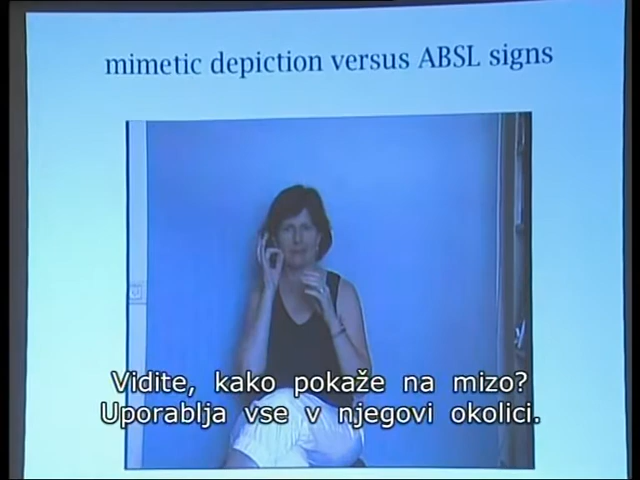 mimetic depiction versus ABSL signs
Vidite, kako pokaže na mizo?
Uporablja vse v njegovi okolici.